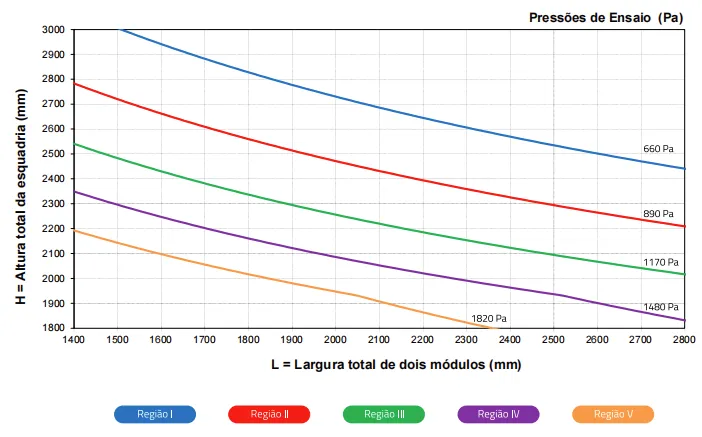 Pressões de Ensaio (Pa)
H = Altura total da esquadria (mm)
3000
2900
2800
2700
2600
2500
2400
2300
2200
2100
2000
1900
1800
660 Pa
890 Pa
1170 Pa
1480 Pa
1820 Pa
1400 1500 1600 1700 1800 1900 2000 2100 2200 2300 2400 2500 2600 2700 2800
L = Largura total de dois módulos (mm)
Região I Região II Região III Região IV Região V